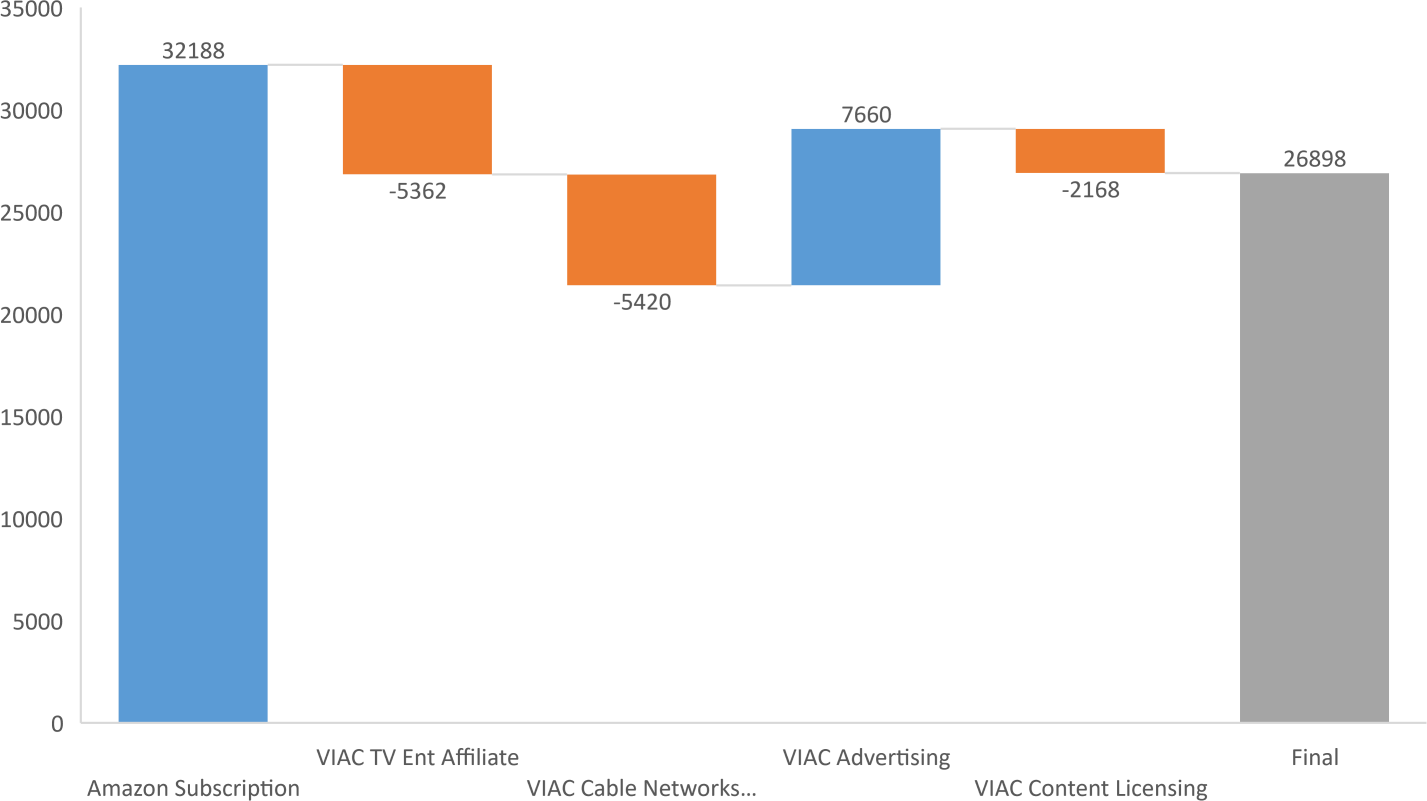 35000
30000
25000
20000
15000
10000
5000
0
32188
-5362
-5420
7660
-2168
26898
Amazon Subscription
VIAC TV Ent Affiliate
VIAC Cable Networks...
VIAC Advertising
VIAC Content Licensing
Final